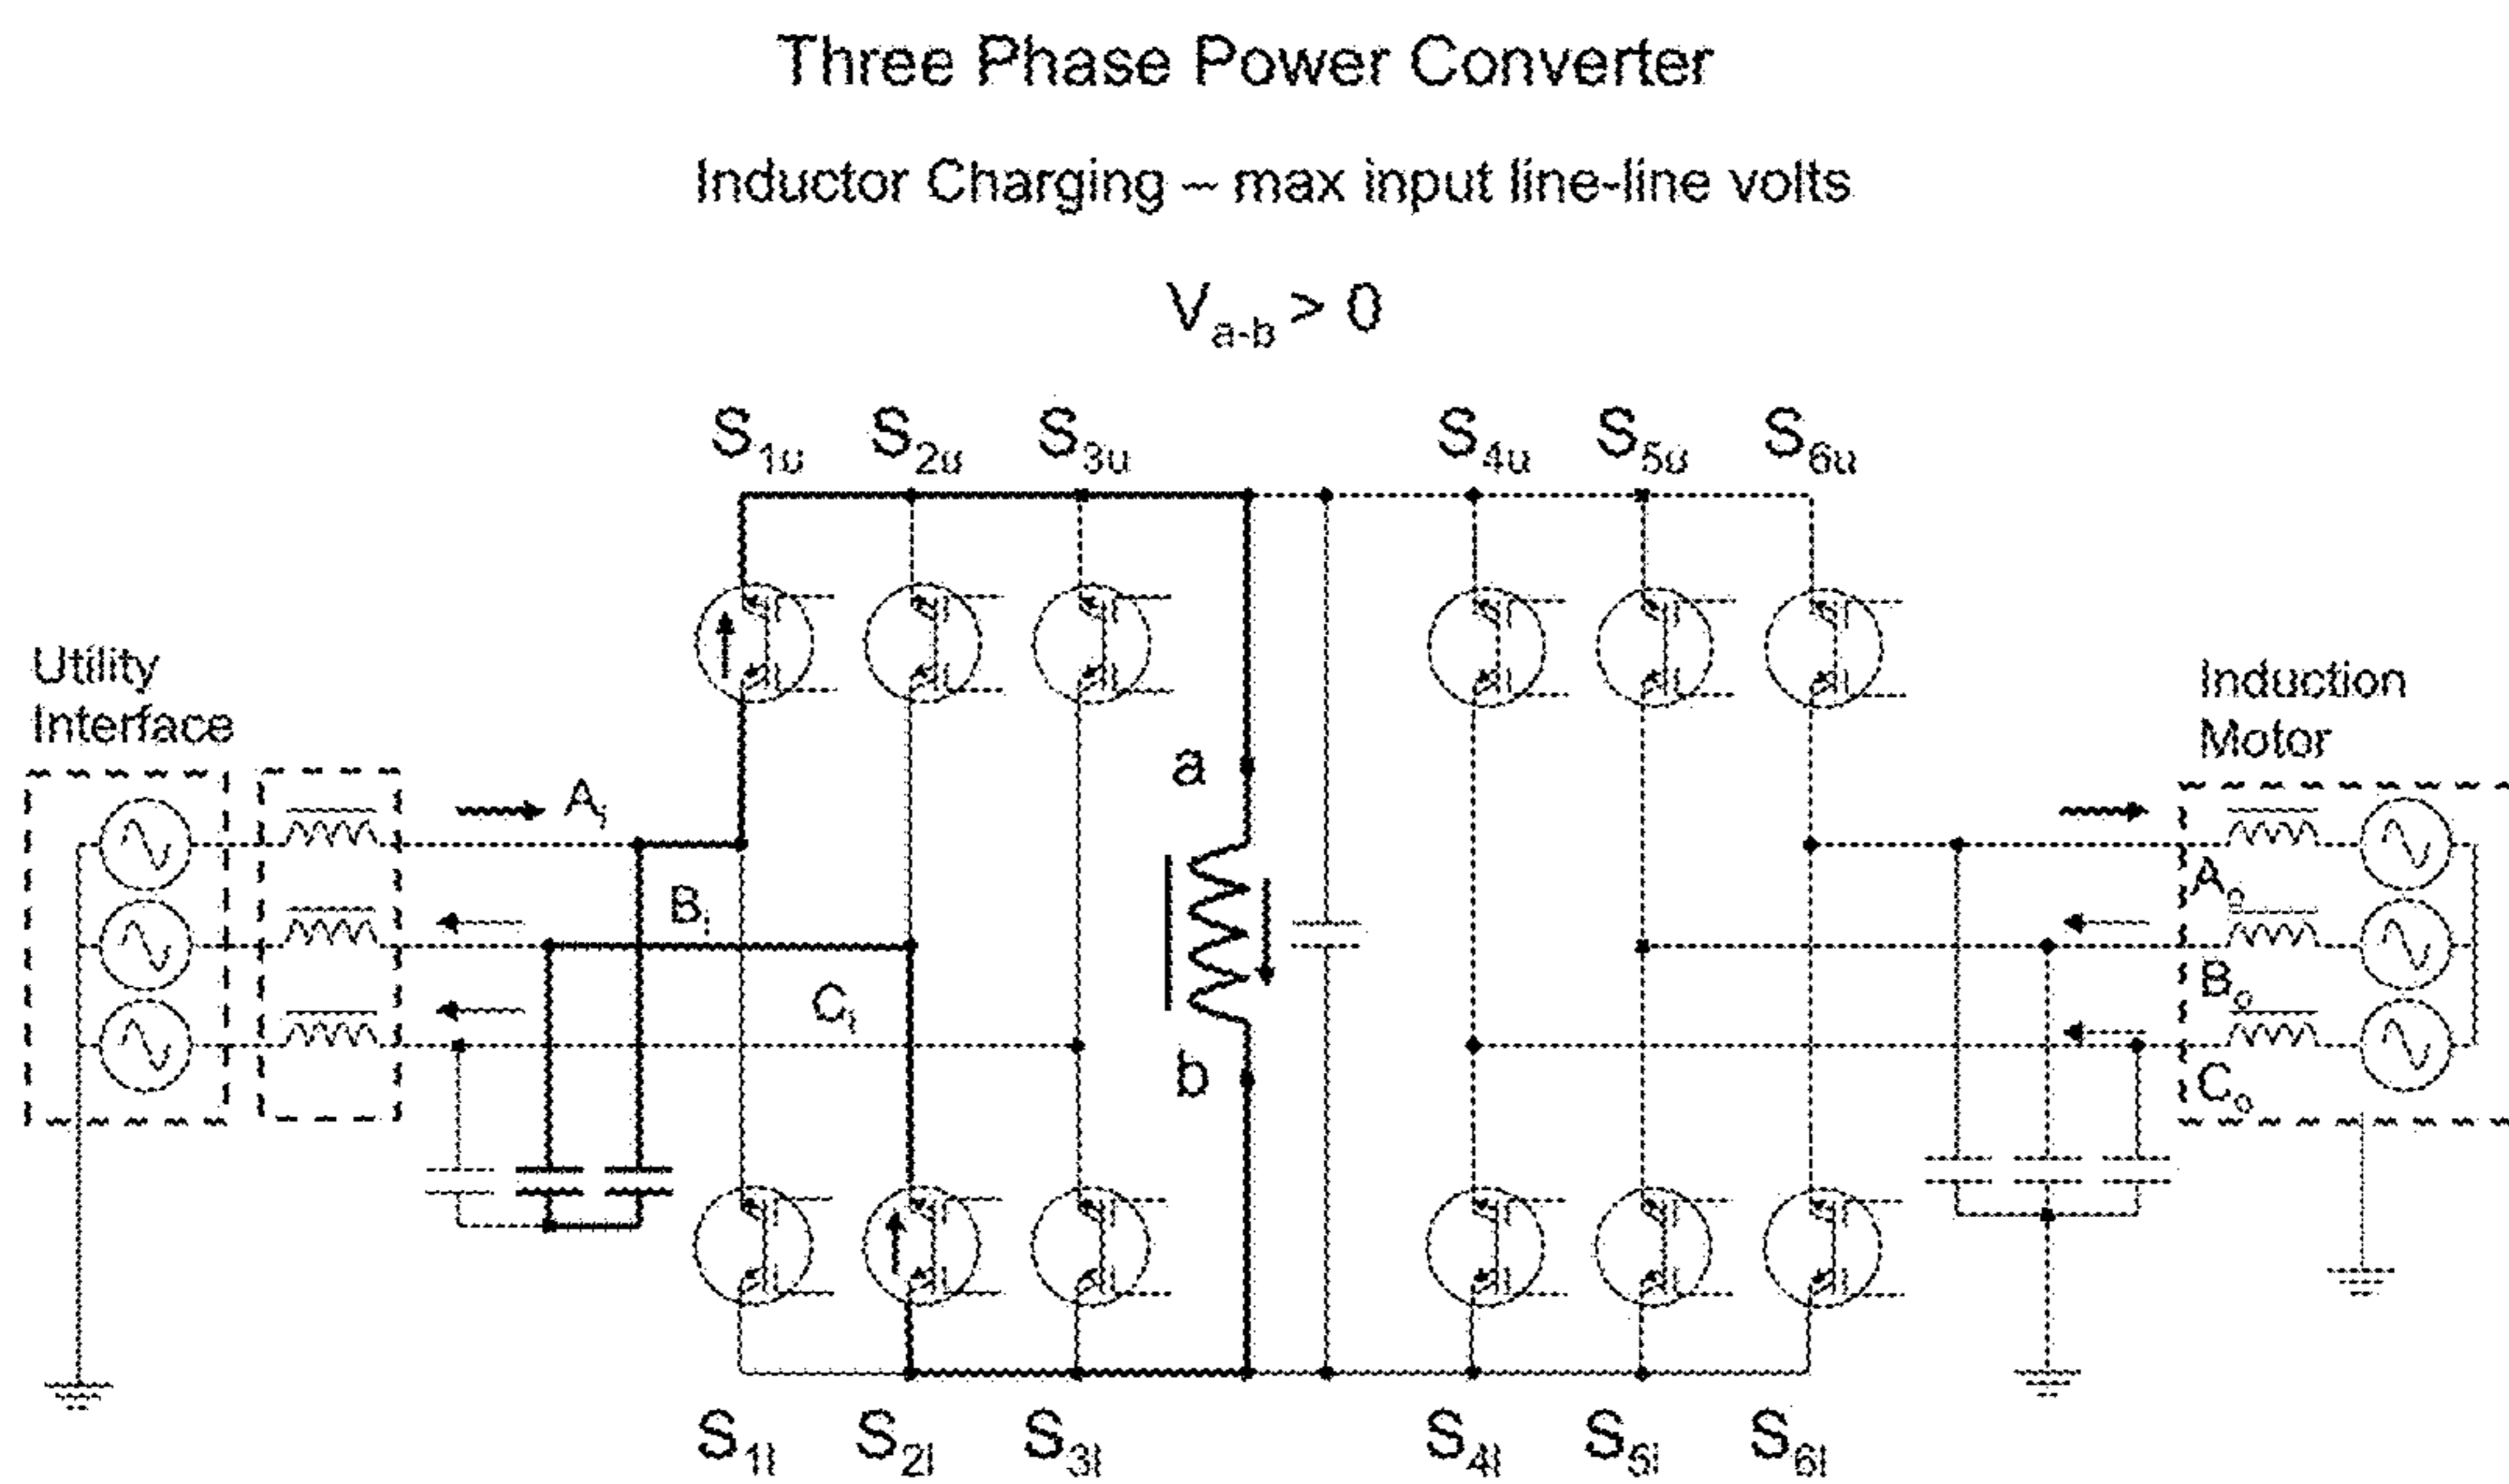 Three Phase Power Converter
Inductor Charging – max input line-line volts
Va-b > 0
S1u S2u S3u S4u S5u S6u
Utility
Interface
Induction
Motor
Ai
a
Bi
Ao
Ci
Bo
b
Co
S1l S2l S3l S4l S5l S6l